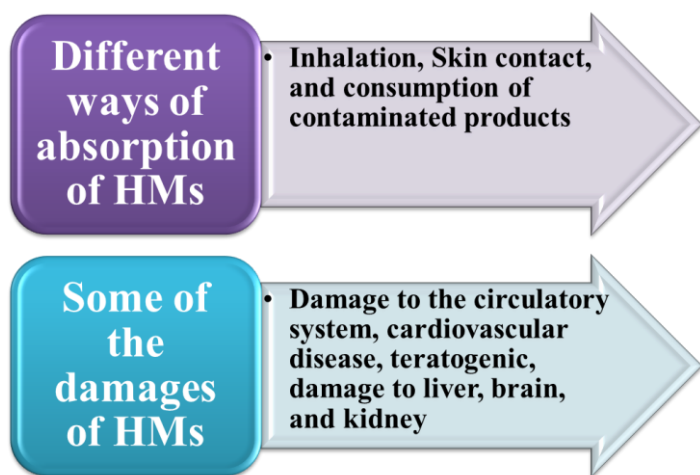 Different
ways of
absorption
of HMs
• Inhalation, Skin contact,
and consumption of
contaminated products
Some of
the
damages
of HMs
• Damage to the circulatory
system, cardiovascular
disease, teratogenic,
damage to liver, brain,
and kidney